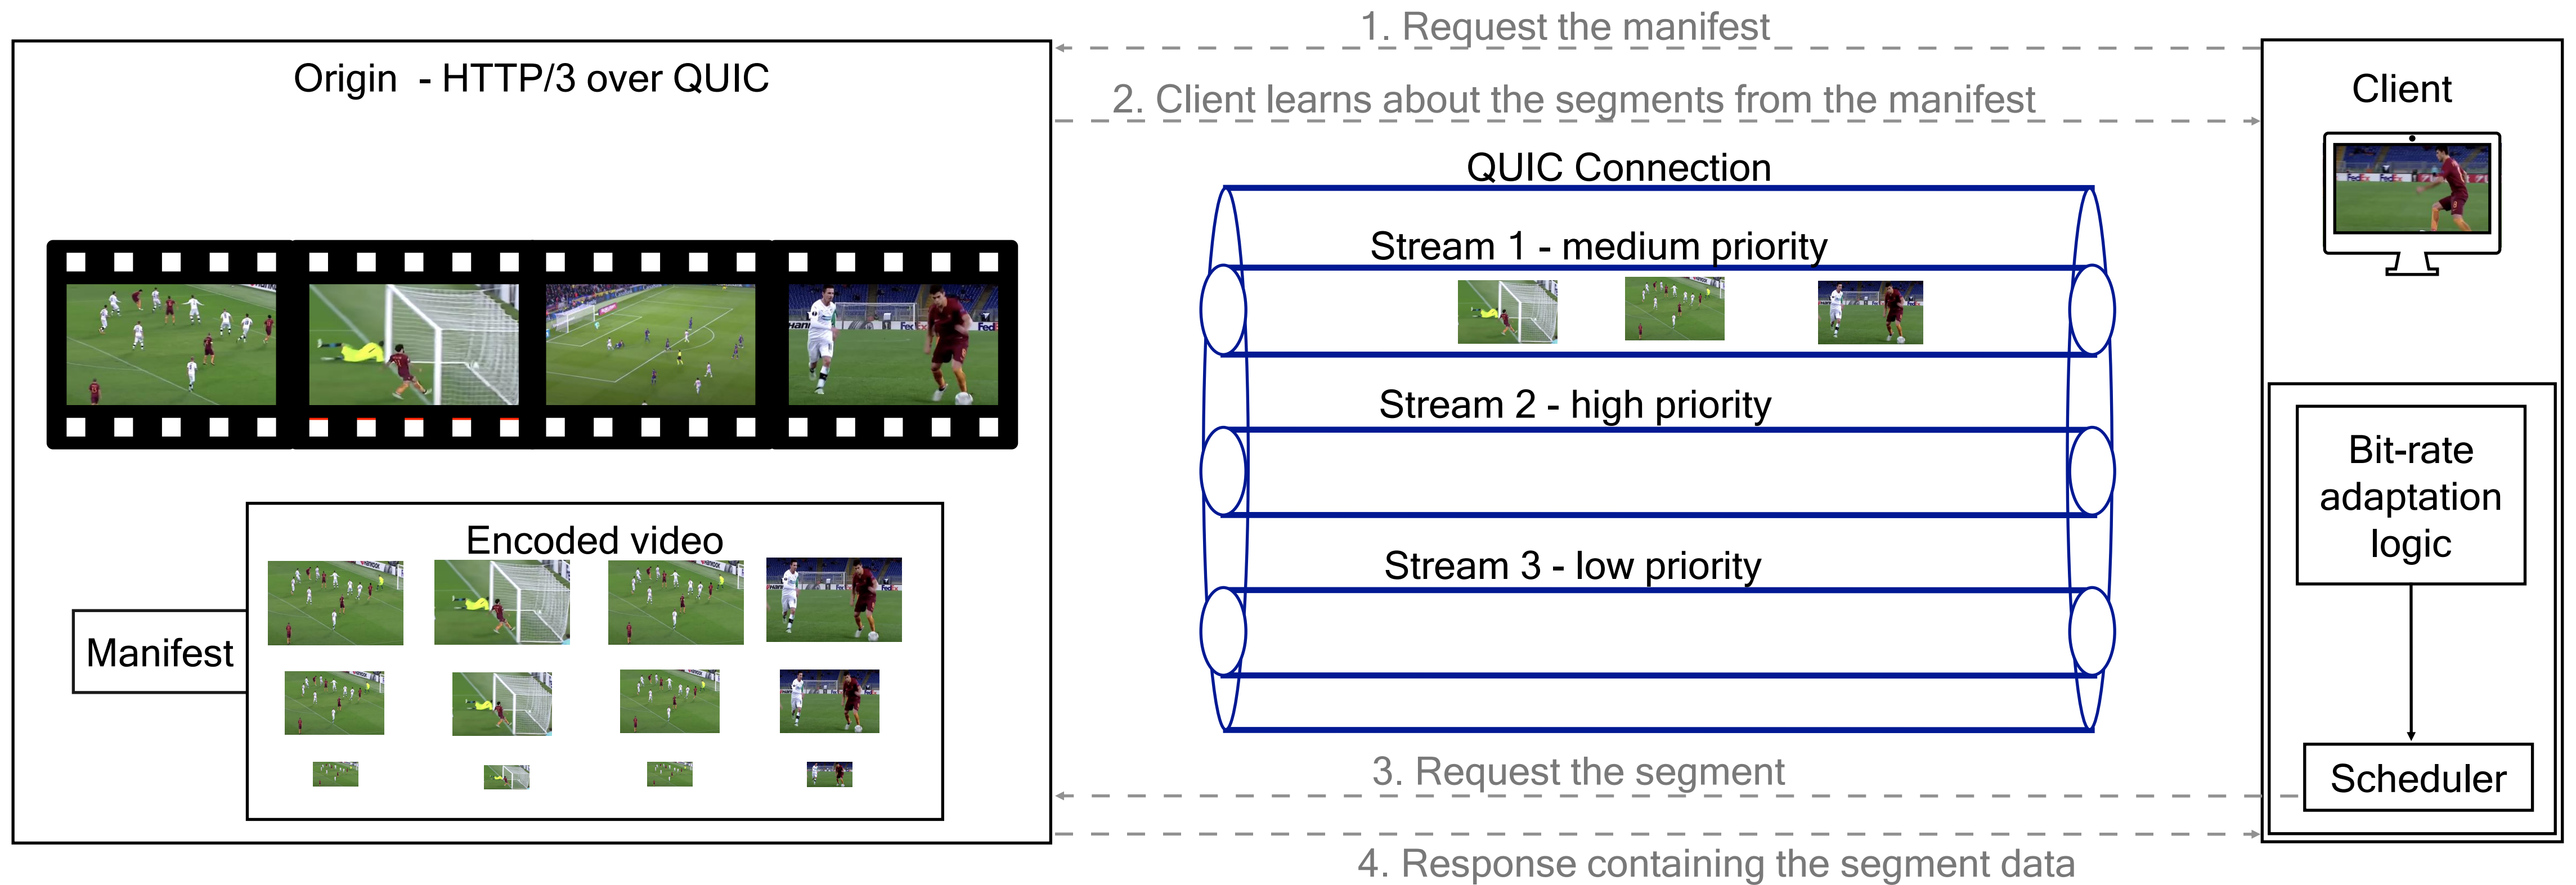 1. Request the manifest
Origin - HTTP/3 over QUIC
2. Client learns about the segments from the manifest
Client
QUIC Connection
FedEx
Stream 1 - medium priority
FedEx
Stream 2 - high priority
Bit-rate
adaptation
logic
Encoded video
Stream 3 - low priority
Manifest
3. Request the segment
Scheduler
4. Response containing the segment data